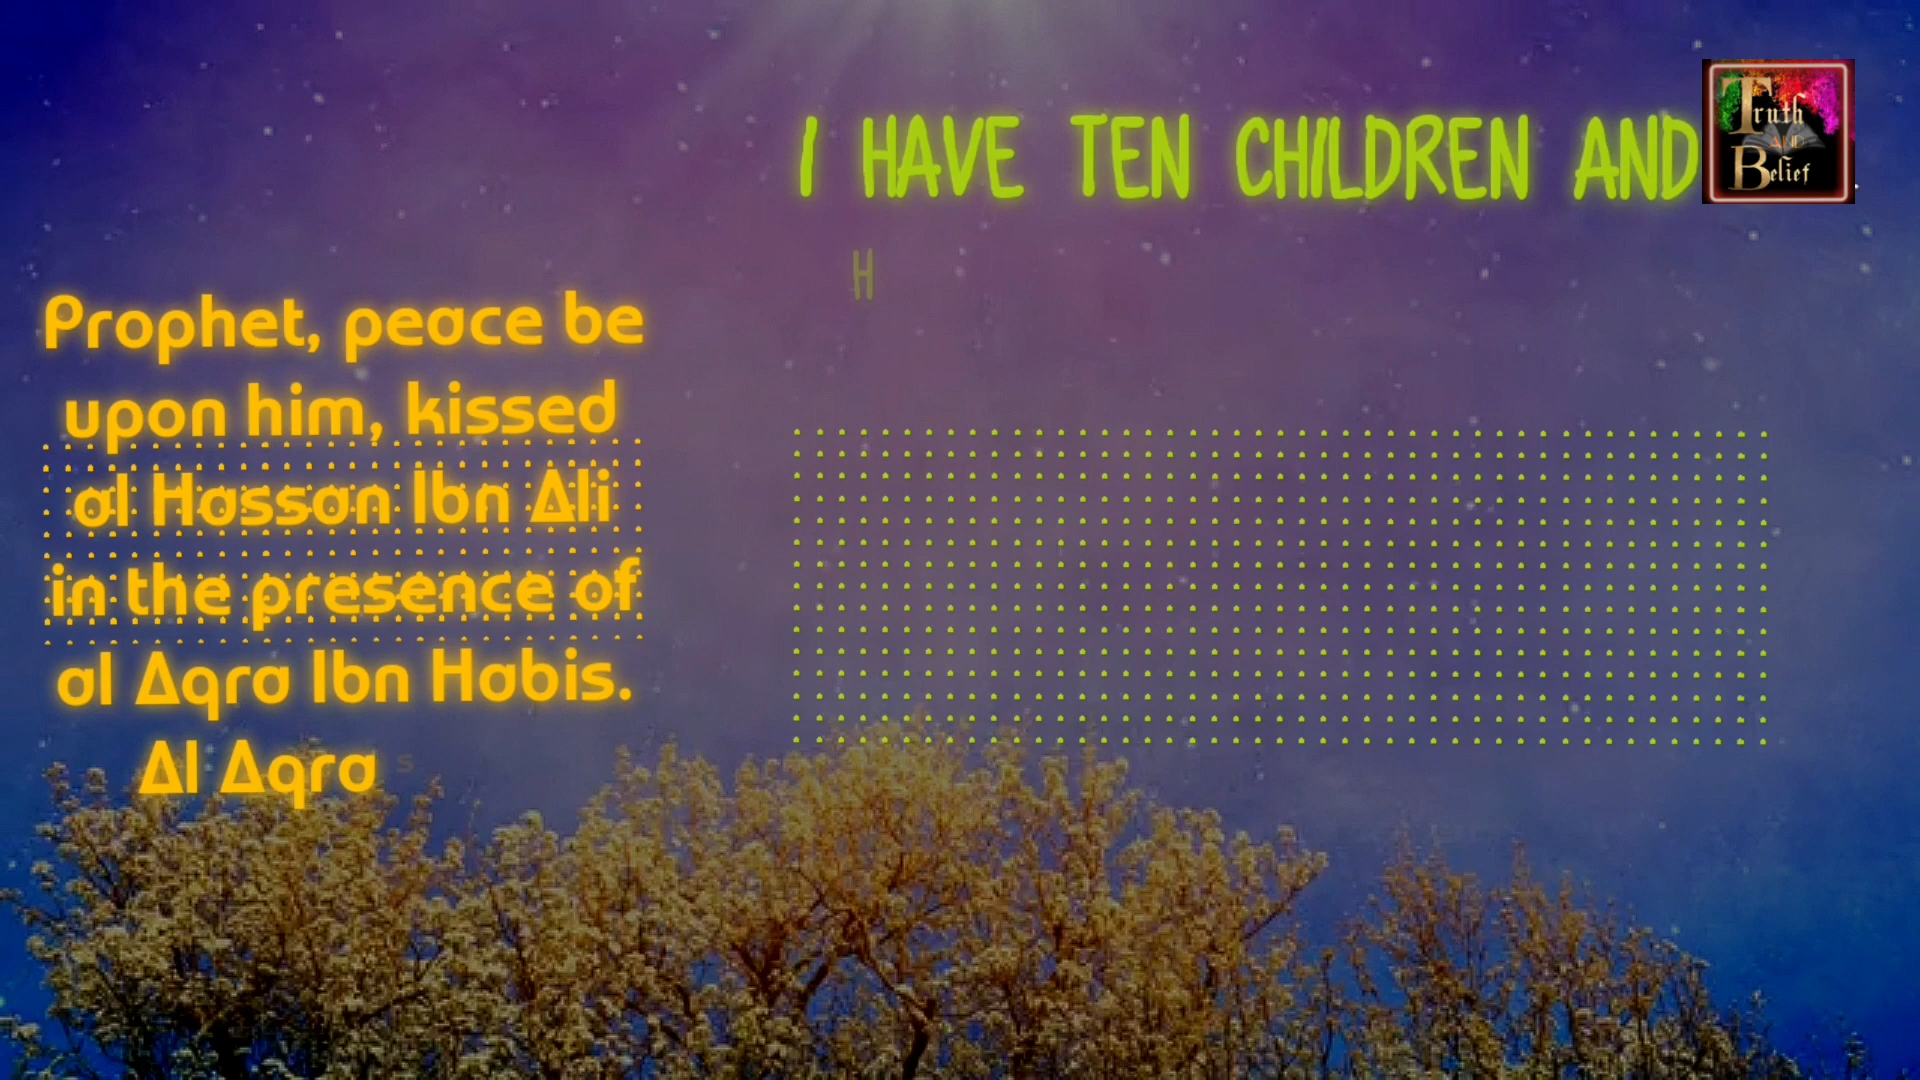 Prophet, peace be
upon him, kissed
al Hassan Ibn Ali
in the presence of
al Aqra Ibn Habis.
Al Aqra s
I HAVE TEN CHILDREN AND
H
Truth
AND
Belief